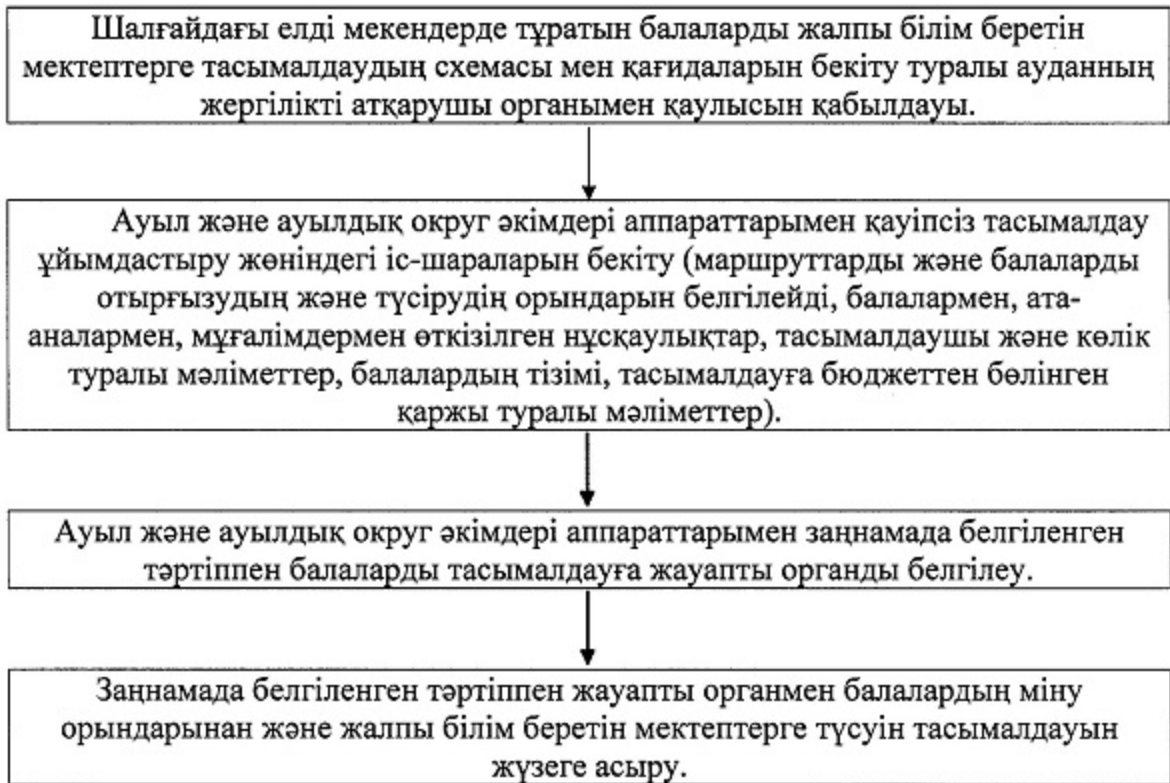 Шалғайдағы елді мекендерде тұратын балаларды жалпы білім беретін
мектептерге тасымалдаудың схемасы мен қағидаларын бекіту туралы ауданның
жергілікті атқарушы органымен қаулысын қабылдауы.
Ауыл және ауылдық округ әкімдері аппараттарымен қауіпсіз тасымалдау
ұйымдастыру жөніндегі іс-шараларын бекіту (маршруттарды және балаларды
отырғызудың және түсірудің орындарын белгілейді, балалармен, ата-
аналармен, мұғалімдермен өткізілген нұсқаулықтар, тасымалдаушы және көлік
туралы мәліметтер, балалардың тізімі, тасымалдауға бюджеттен бөлінген
қаржы туралы мәліметтер).
Ауыл және ауылдық округ әкімдері аппараттарымен заңнамада белгіленген
тәртіппен балаларды тасымалдауға жауапты органды белгілеу.
Заңнамада белгіленген тәртіппен жауапты органмен балалардың міну
орындарынан және жалпы білім беретін мектептерге түсуін тасымалдауын
жүзеге асыру.